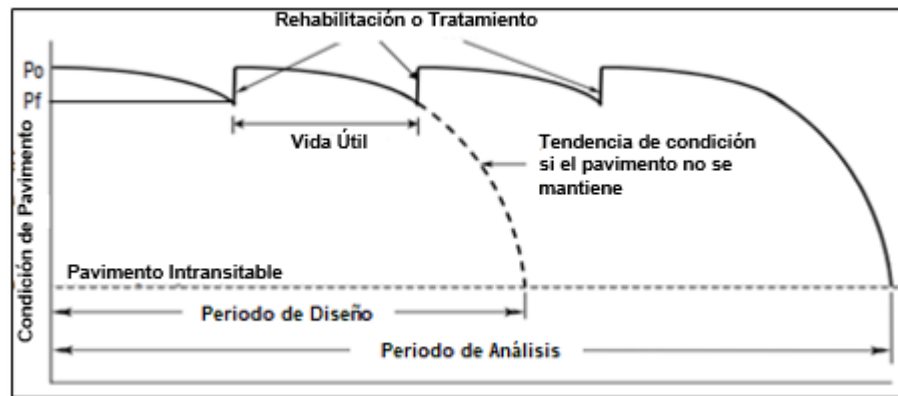 Rehabilitación o Tratamiento
Po
Pf
Vida Útil
Tendencia de condición
si el pavimento no se
mantiene
Condición de Pavimento
Pavimento Intransitable
Periodo de Diseño
Periodo de Análisis